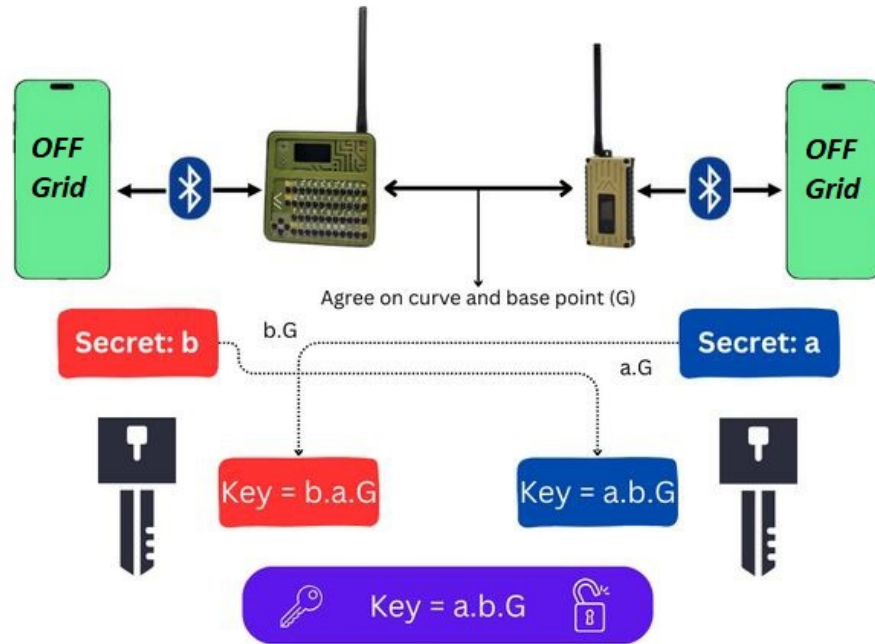 OFF
Grid
OFF
Grid
Agree on curve and base point (G)
Secret: b
b.G
a.G
Secret: a
Key = b.a.G
Key = a.b.G
Key = a.b.G